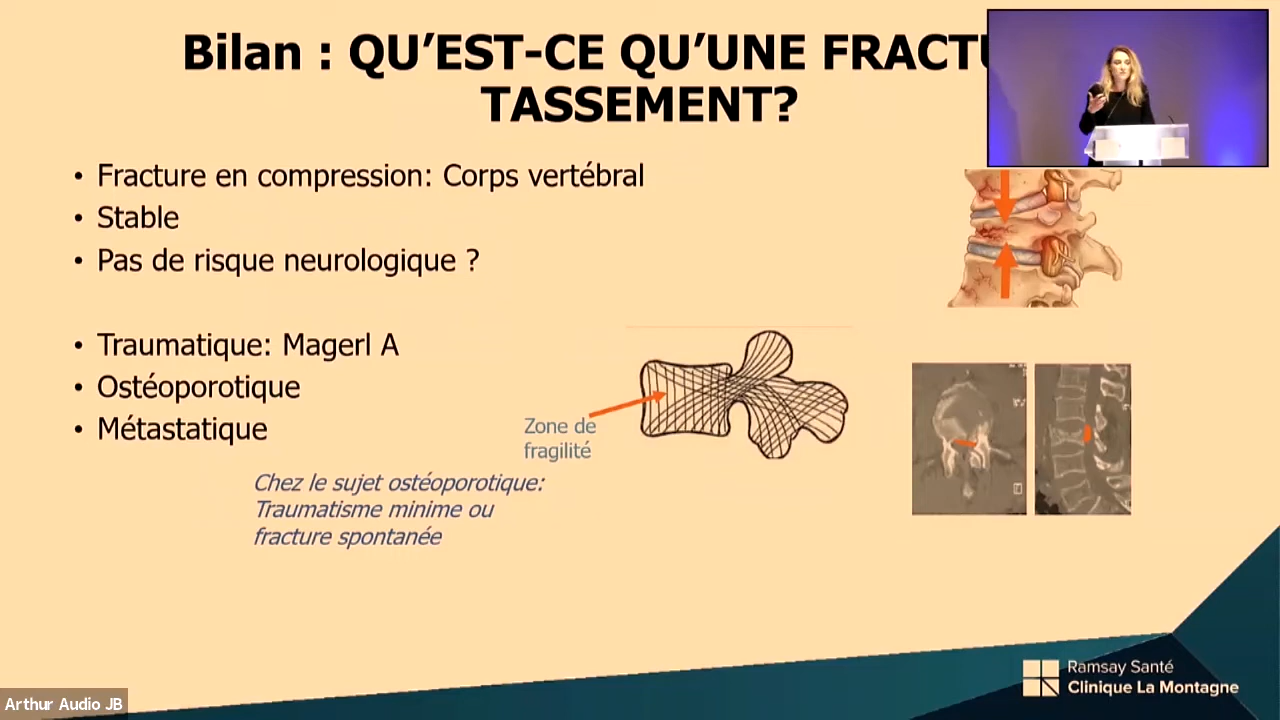 Bilan : QU’EST-CE QU’UNE
TASSEMENT?
• Fracture en compression: Corps vertébral
• Stable
• Pas de risque neurologique ?
• Traumatique: Magerl A
• Ostéoporotique
• Métastatique
Zone de
fragilité
Chez le sujet ostéoporotique:
Traumatisme minime ou
fracture spontanée
Ramsay Santé
Clinique La Montagne
Arthur Audio JB